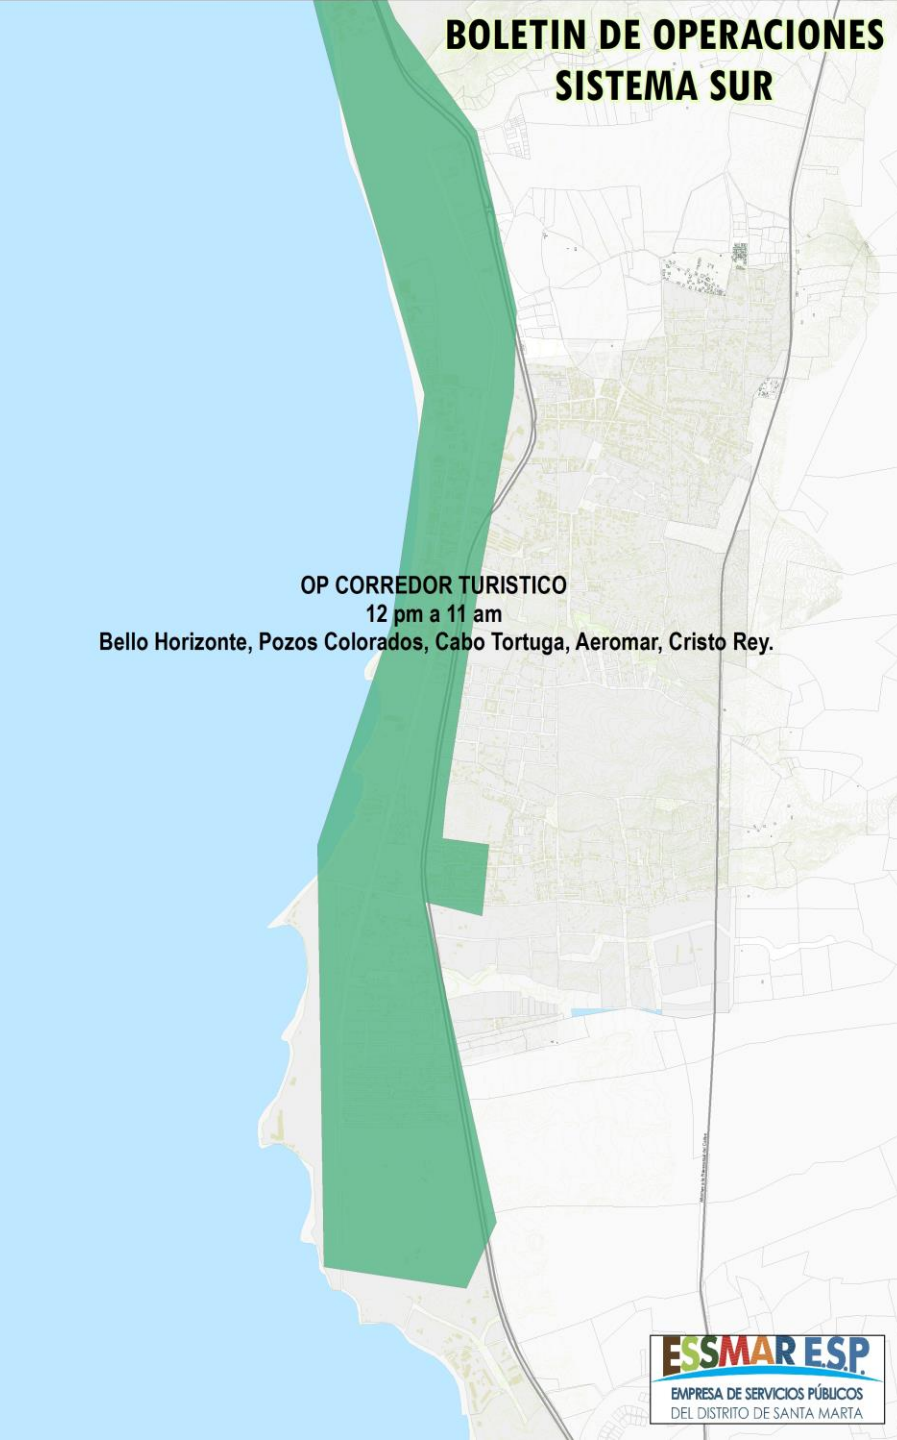 BOLETIN DE OPERACIONES
SISTEMA SUR
OP CORREDOR TURISTICO
12 pm a 11 am
Bello Horizonte, Pozos Colorados, Cabo Tortuga, Aeromar, Cristo Rey.
ESSMAR E.S.P.
EMPRESA DE SERVICIOS PÚBLICOS
DEL DISTRITO DE SANTA MARTA